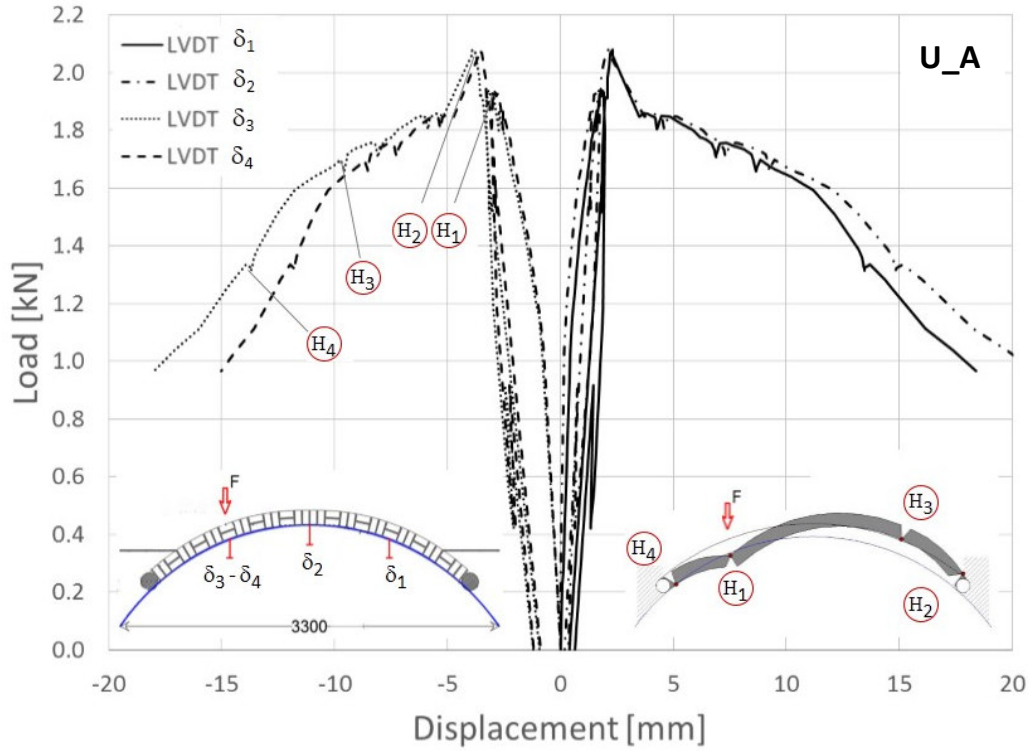 U_A
LVDT δ1
LVDT δ2
LVDT δ3
LVDT δ4
Load [kN]
2.2
2.0
1.8
1.6
1.4
1.2
1.0
0.8
0.6
0.4
0.2
0.0
H2
H1
H3
H4
F
δ3 - δ4
δ2
δ1
3300
F
H3
H4
H1
H2
-20
-15
-10
-5
0
5
10
15
20
Displacement [mm]